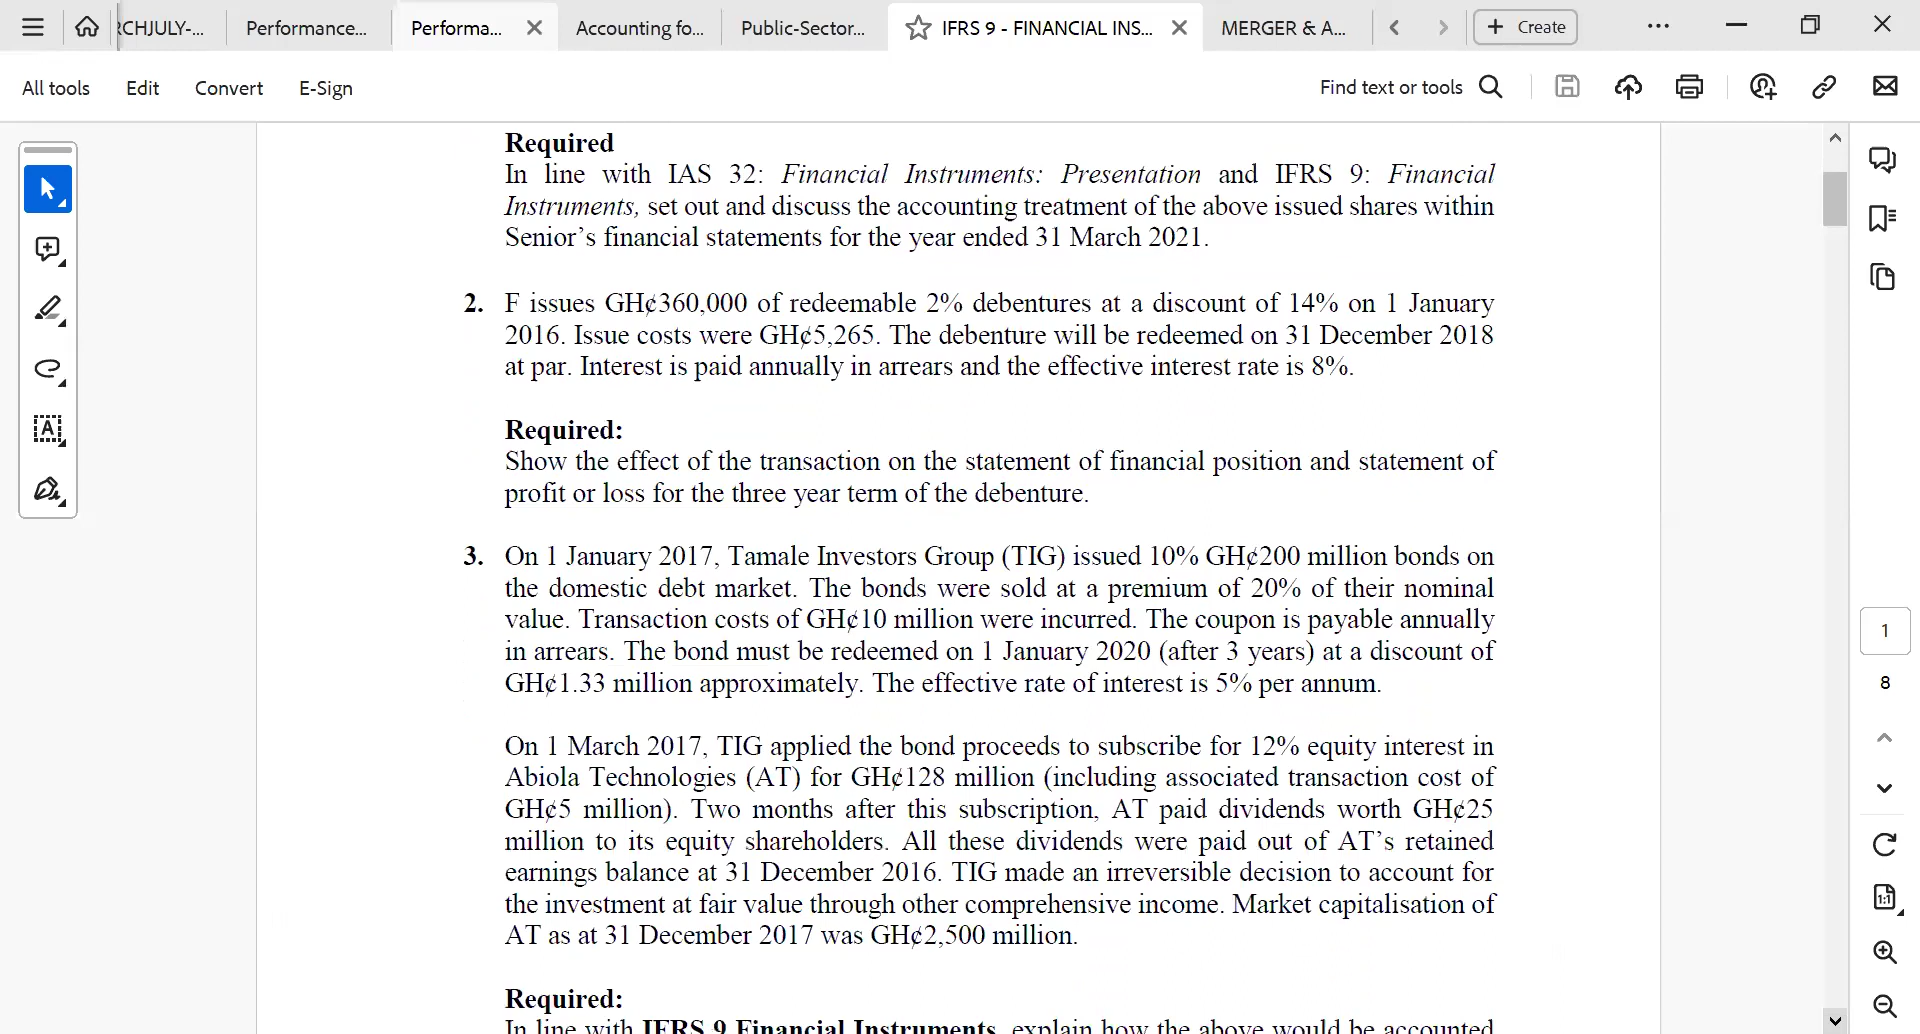 RCHJULY-...
Performance...
Performa...
Accounting fo...
Public-Sector...
IFRS 9 - FINANCIAL INS...
MERGER & A...
Create
All tools
Edit
Convert
E-Sign
Find text or tools
Required
In line with IAS 32: Financial Instruments: Presentation and IFRS 9: Financial
Instruments, set out and discuss the accounting treatment of the above issued shares within
Senior's financial statements for the year ended 31 March 2021.
2. F issues GH¢360,000 of redeemable 2% debentures at a discount of 14% on 1 January
2016. Issue costs were GH¢5,265. The debenture will be redeemed on 31 December 2018
at par. Interest is paid annually in arrears and the effective interest rate is 8%.
Required:
Show the effect of the transaction on the statement of financial position and statement of
profit or loss for the three year term of the debenture.
3. On 1 January 2017, Tamale Investors Group (TIG) issued 10% GH¢200 million bonds on
the domestic debt market. The bonds were sold at a premium of 20% of their nominal
value. Transaction costs of GH¢10 million were incurred. The coupon is payable annually
in arrears. The bond must be redeemed on 1 January 2020 (after 3 years) at a discount of
GH¢1.33 million approximately. The effective rate of interest is 5% per annum.
On 1 March 2017, TIG applied the bond proceeds to subscribe for 12% equity interest in
Abiola Technologies (AT) for GH¢128 million (including associated transaction cost of
GH¢5 million). Two months after this subscription, AT paid dividends worth GH¢25
million to its equity shareholders. All these dividends were paid out of AT's retained
earnings balance at 31 December 2016. TIG made an irreversible decision to account for
the investment at fair value through other comprehensive income. Market capitalisation of
AT as at 31 December 2017 was GH¢2,500 million.
Required:
In line with IFRS 9 Financial Instruments, explain how the above would be accounted
1
8